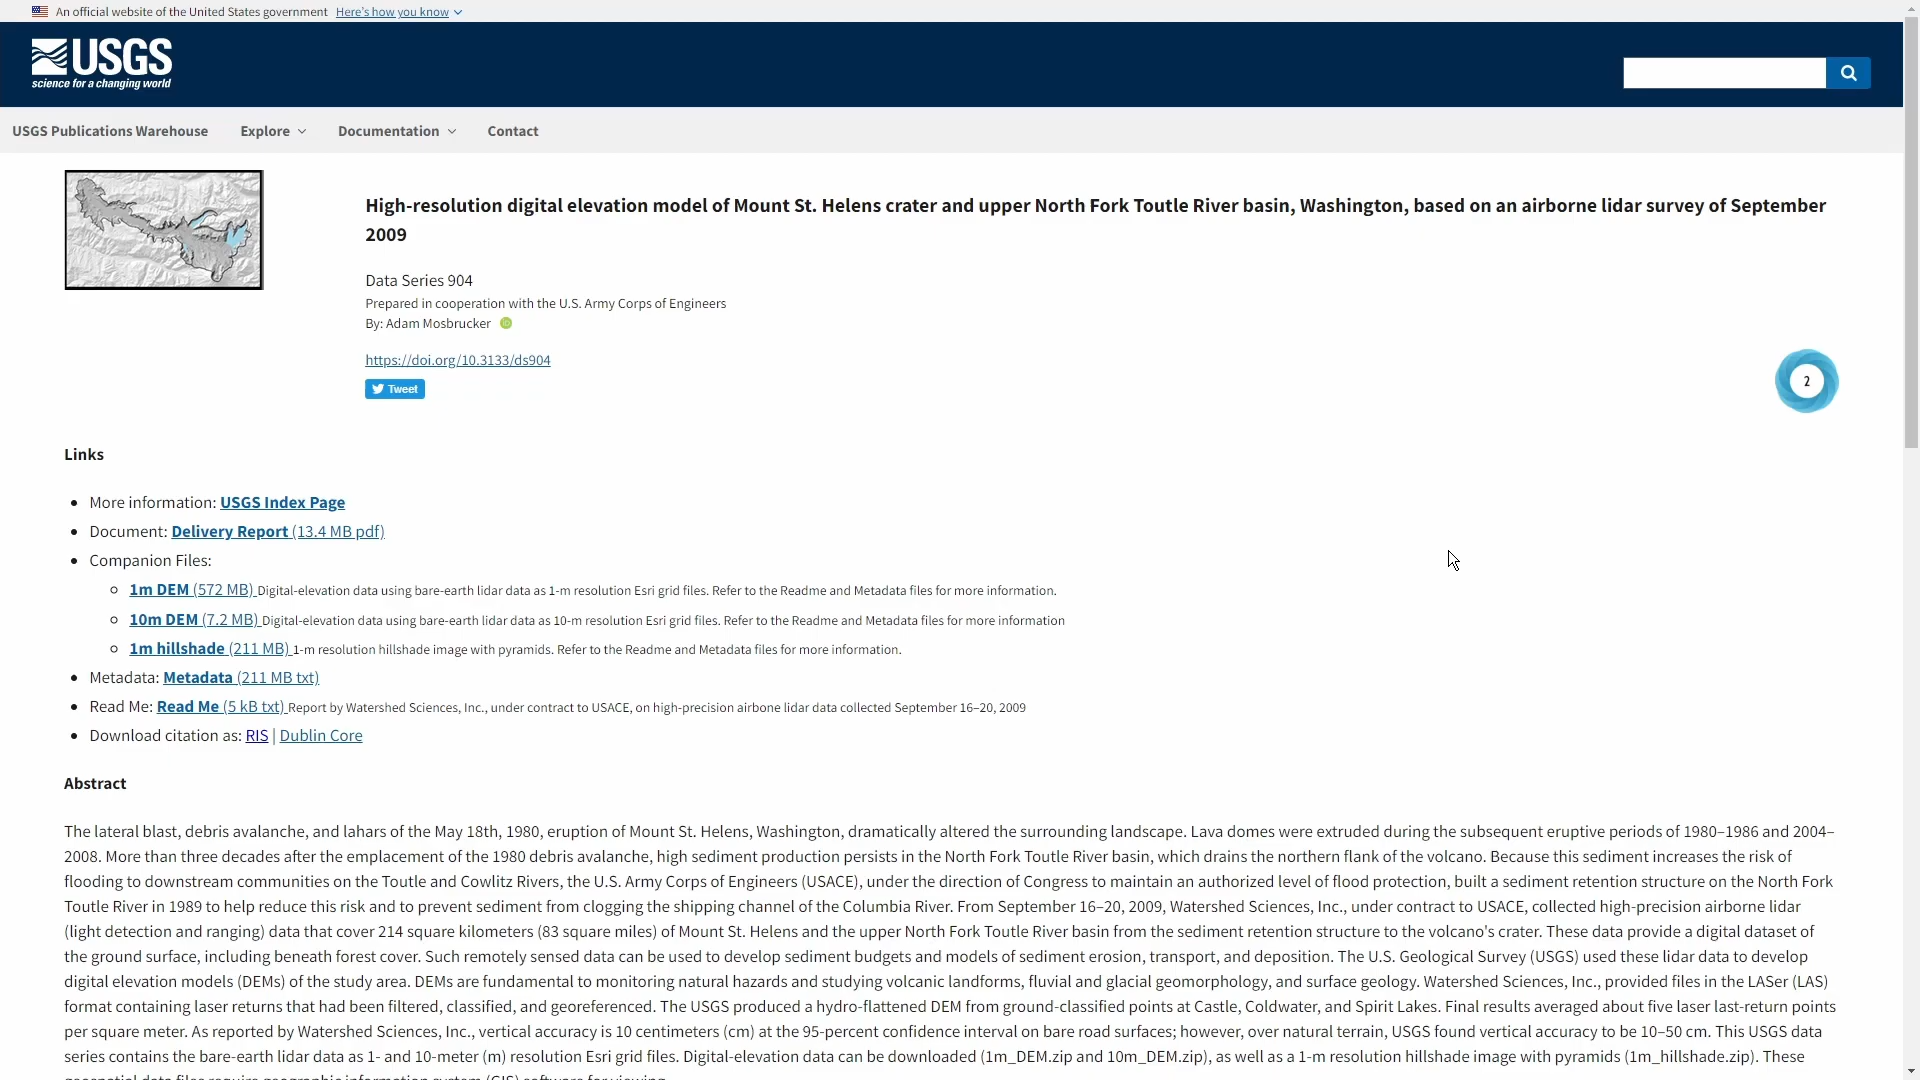 An official website of the United States government Here's how you know
USGS
science for a changing world
USGS Publications Warehouse Explore Documentation Contact
High-resolution digital elevation model of Mount St. Helens crater and upper North Fork Toutle River basin, Washington, based on an airborne lidar survey of September
2009
Data Series 904
Prepared in cooperation with the U.S. Army Corps of Engineers
By: Adam Mosbrucker iD
https://doi.org/10.3133/ds904
Tweet
2
Links
• More information: USGS Index Page
• Document: Delivery Report (13.4 MB pdf)
• Companion Files:
○ 1m DEM (572 MB) Digital-elevation data using bare-earth lidar data as 1-m resolution Esri grid files. Refer to the Readme and Metadata files for more information.
○ 10m DEM (7.2 MB) Digital-elevation data using bare-earth lidar data as 10-m resolution Esri grid files. Refer to the Readme and Metadata files for more information
○ 1m hillshade (211 MB) 1-m resolution hillshade image with pyramids. Refer to the Readme and Metadata files for more information.
• Metadata: Metadata (211 MB txt)
• Read Me: Read Me (5 kB txt) Report by Watershed Sciences, Inc., under contract to USACE, on high-precision airbone lidar data collected September 16–20, 2009
• Download citation as: RIS | Dublin Core
Abstract
The lateral blast, debris avalanche, and lahars of the May 18th, 1980, eruption of Mount St. Helens, Washington, dramatically altered the surrounding landscape. Lava domes were extruded during the subsequent eruptive periods of 1980–1986 and 2004–
2008. More than three decades after the emplacement of the 1980 debris avalanche, high sediment production persists in the North Fork Toutle River basin, which drains the northern flank of the volcano. Because this sediment increases the risk of
flooding to downstream communities on the Toutle and Cowlitz Rivers, the U.S. Army Corps of Engineers (USACE), under the direction of Congress to maintain an authorized level of flood protection, built a sediment retention structure on the North Fork
Toutle River in 1989 to help reduce this risk and to prevent sediment from clogging the shipping channel of the Columbia River. From September 16–20, 2009, Watershed Sciences, Inc., under contract to USACE, collected high-precision airborne lidar
(light detection and ranging) data that cover 214 square kilometers (83 square miles) of Mount St. Helens and the upper North Fork Toutle River basin from the sediment retention structure to the volcano's crater. These data provide a digital dataset of
the ground surface, including beneath forest cover. Such remotely sensed data can be used to develop sediment budgets and models of sediment erosion, transport, and deposition. The U.S. Geological Survey (USGS) used these lidar data to develop
digital elevation models (DEMs) of the study area. DEMs are fundamental to monitoring natural hazards and studying volcanic landforms, fluvial and glacial geomorphology, and surface geology. Watershed Sciences, Inc., provided files in the LASer (LAS)
format containing laser returns that had been filtered, classified, and georeferenced. The USGS produced a hydro-flattened DEM from ground-classified points at Castle, Coldwater, and Spirit Lakes. Final results averaged about five laser last-return points
per square meter. As reported by Watershed Sciences, Inc., vertical accuracy is 10 centimeters (cm) at the 95-percent confidence interval on bare road surfaces; however, over natural terrain, USGS found vertical accuracy to be 10–50 cm. This USGS data
series contains the bare-earth lidar data as 1- and 10-meter (m) resolution Esri grid files. Digital-elevation data can be downloaded (1m_DEM.zip and 10m_DEM.zip), as well as a 1-m resolution hillshade image with pyramids (1m_hillshade.zip). These
geospatial data files require geographic information system (GIS) software for viewing.